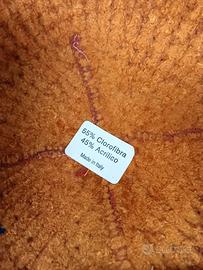 55% Clorofibra
45% Acrilico
Made in Italy